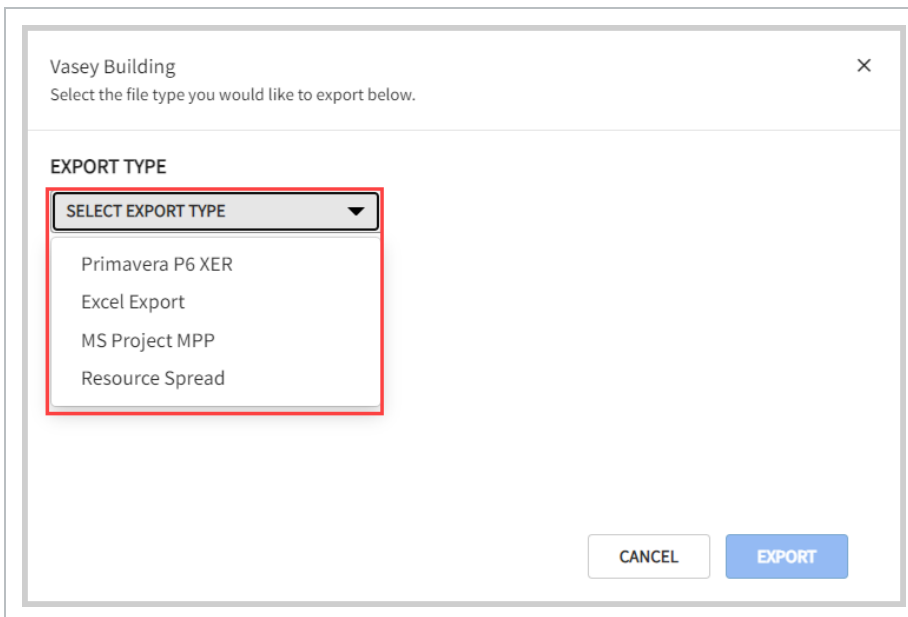 Vasey Building
Select the file type you would like to export below.
EXPORT TYPE
SELECT EXPORT TYPE
Primavera P6 XER
Excel Export
MS Project MPP
Resource Spread
CANCEL
EXPORT